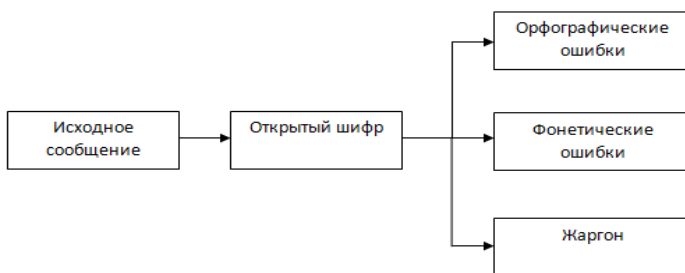 Исходное
сообщение
Открытый шифр
Орфографические
ошибки
Фонетические
ошибки
Жаргон